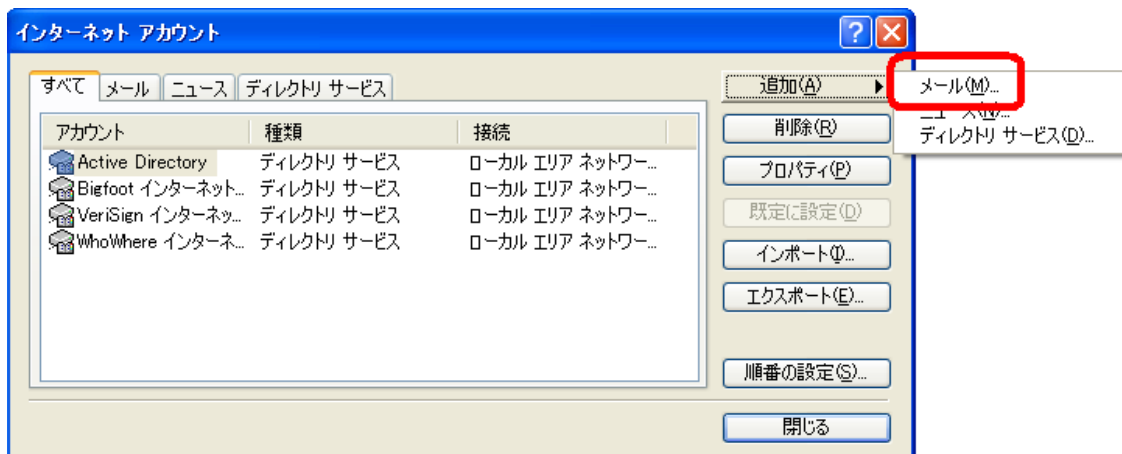 インターネット アカウント
すべて メール ニュース ディレクトリ サービス
追加(A)
メール(M)...
ニュース(N)...
ディレクトリ サービス(D)...
アカウント 種類 接続
削除(R)
Active Directory ディレクトリ サービス ローカル エリア ネットワー...
プロパティ(P)
Bigfoot インターネット... ディレクトリ サービス ローカル エリア ネットワー...
VeriSign インターネッ... ディレクトリ サービス ローカル エリア ネットワー...
既定に設定(D)
WhoWhere インターネ... ディレクトリ サービス ローカル エリア ネットワー...
インポート(I)...
エクスポート(E)...
順番の設定(S)...
閉じる